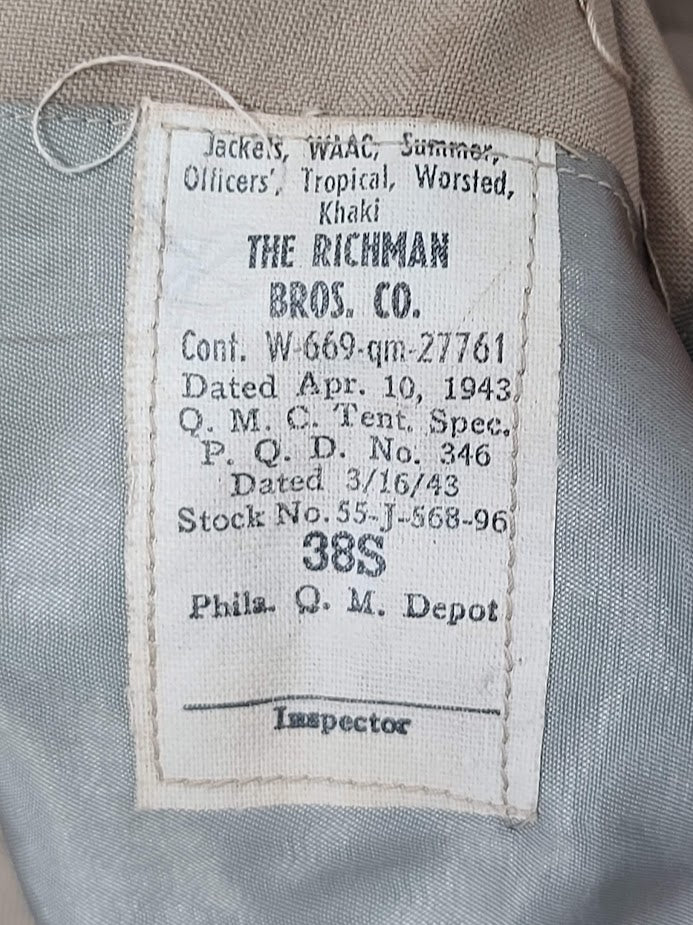 Jackets, WAAC, Summer,
Officers', Tropical, Worsted,
Khaki
THE RICHMAN
BROS. CO.
Cont. W-669-qm-27761
Dated Apr. 10, 1943
Q. M. C. Tent. Spec.
P. Q. D. No. 346
Dated 3/16/43
Stock No. 55-J-568-96
38S
Phila. Q. M. Depot
Inspector